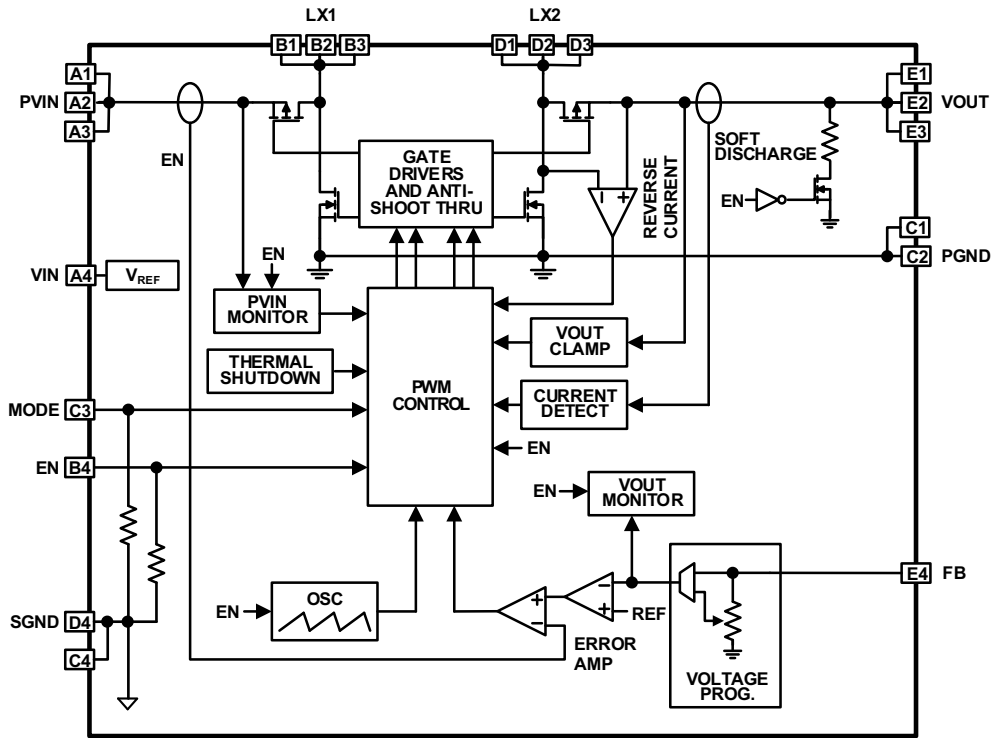 LX1
LX2
B1 B2 B3
D1 D2 D3
A1
PVIN A2
A3
E1
E2 VOUT
E3
EN
GATE
DRIVERS
AND ANTI-
SHOOT THRU
REVERSE
CURRENT
SOFT
DISCHARGE
EN
C1
C2 PGND
VIN A4
VREF
EN
PVIN
MONITOR
VOUT
CLAMP
THERMAL
SHUTDOWN
PWM
CONTROL
CURRENT
DETECT
MODE C3
EN
EN B4
EN
VOUT
MONITOR
E4 FB
EN
OSC
REF
ERROR
AMP
VOLTAGE
PROG.
SGND D4
C4